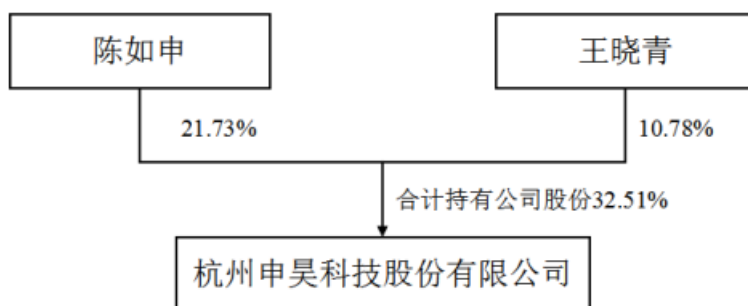 陈如申
王晓青
21.73%
10.78%
合计持有公司股份32.51%
杭州申昊科技股份有限公司